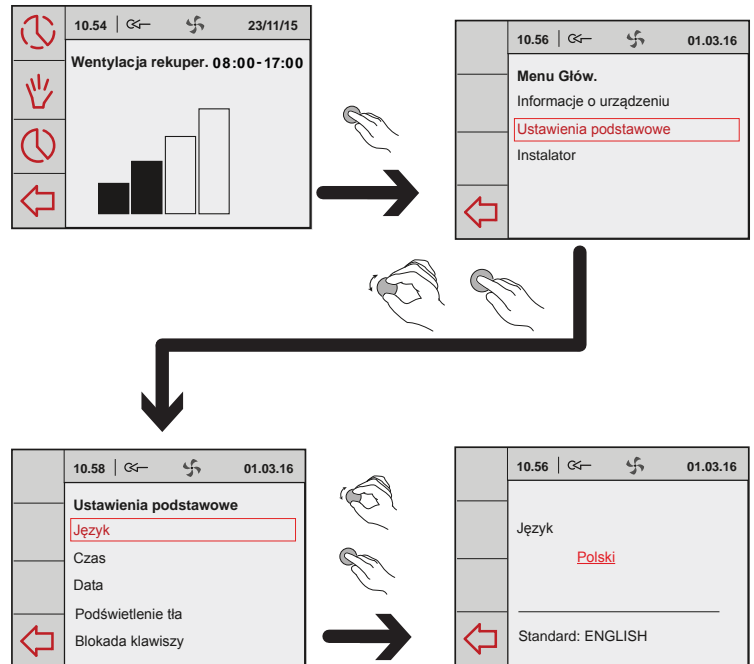 10.54 23/11/15
Wentylacja rekuper. 08:00-17:00
10.56 01.03.16
Menu Głów.
Informacje o urządzeniu
Ustawienia podstawowe
Instalator
10.58 01.03.16
Ustawienia podstawowe
Język
Czas
Data
Podświetlenie tła
Blokada klawiszy
10.56 01.03.16
Język
Polski
Standard: ENGLISH